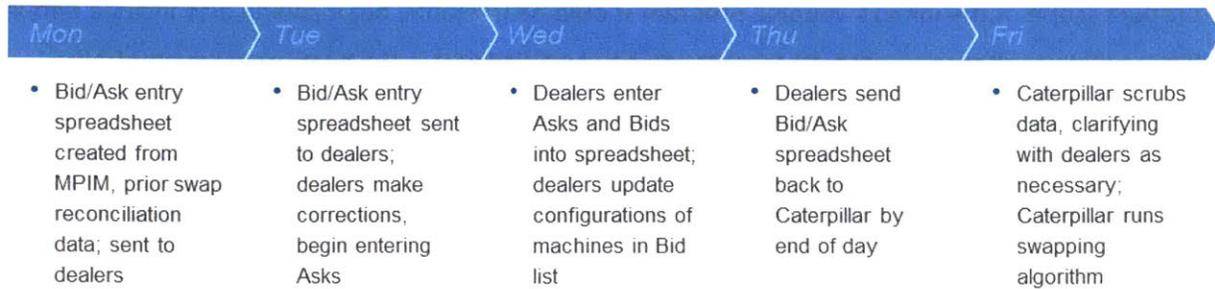 Mon
Tue
Wed
Thu
Fri
• Bid/Ask entry
spreadsheet
created from
MPIM, prior swap
reconciliation
data; sent to
dealers
• Bid/Ask entry
spreadsheet sent
to dealers;
dealers make
corrections,
begin entering
Asks
• Dealers enter
Asks and Bids
into spreadsheet;
dealers update
configurations of
machines in Bid
list
• Dealers send
Bid/Ask
spreadsheet
back to
Caterpillar by
end of day
• Caterpillar scrubs
data, clarifying
with dealers as
necessary;
Caterpillar runs
swapping
algorithm